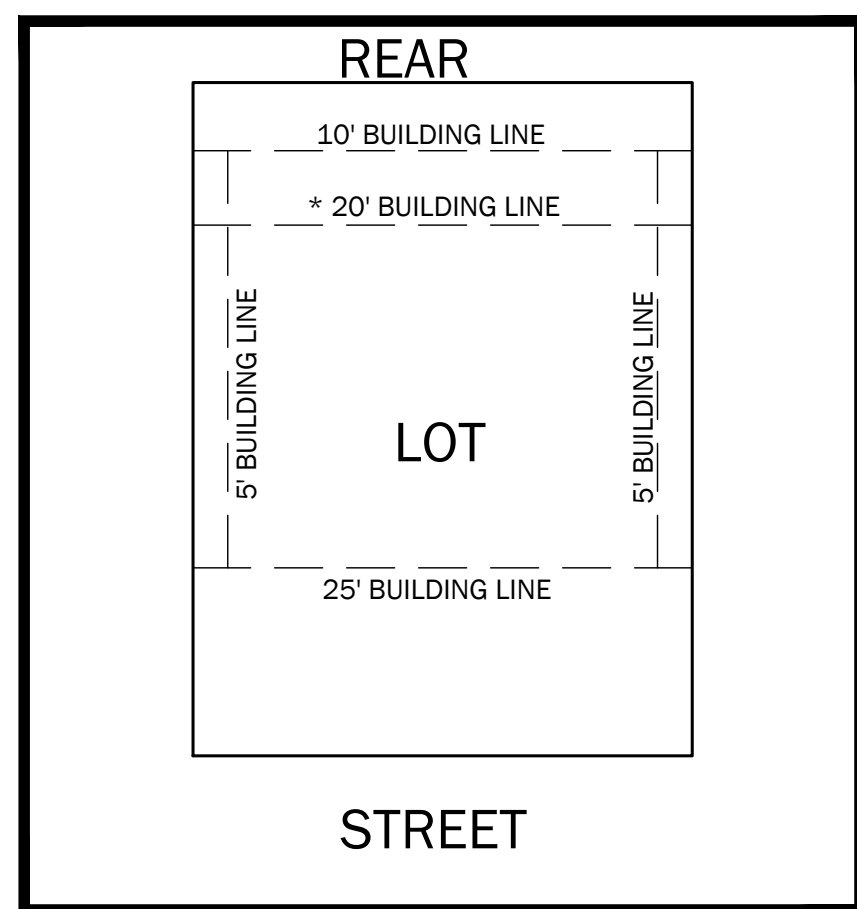 REAR
10' BUILDING LINE
* 20' BUILDING LINE
5' BUILDING LINE
5' BUILDING LINE
LOT
25' BUILDING LINE
STREET